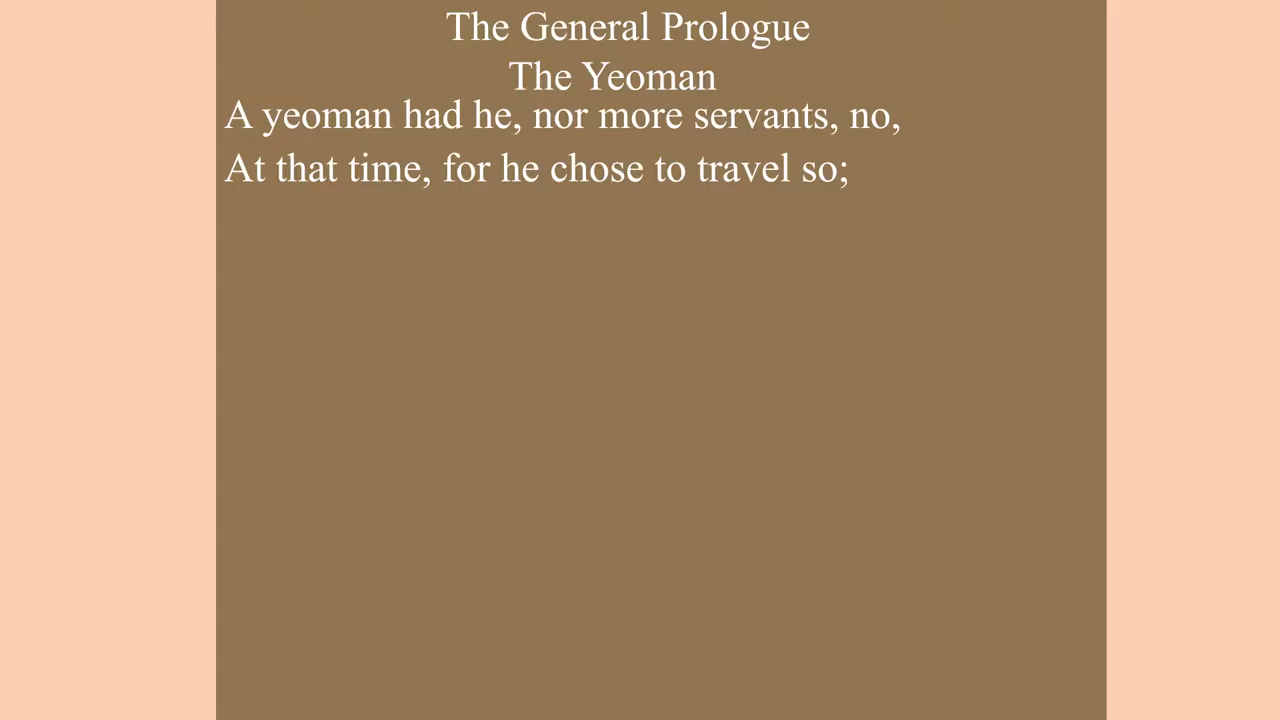 The General Prologue
The Yeoman
A yeoman had he, nor more servants, no,
At that time, for he chose to travel so;